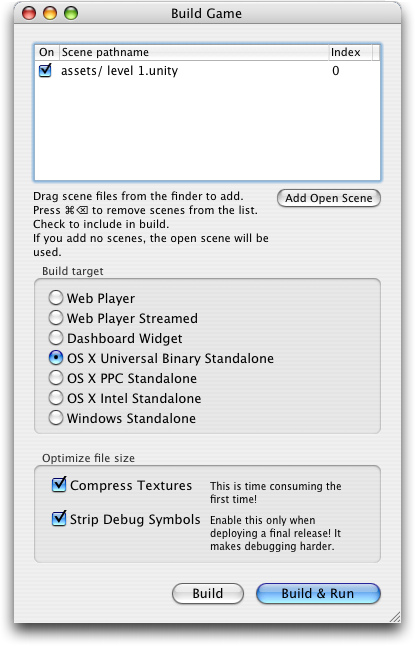 Build Game
On Scene pathname Index
assets/ level 1.unity 0
Drag scene files from the finder to add.
Press ⌘⌫ to remove scenes from the list.
Check to include in build.
If you add no scenes, the open scene will be
used.
Add Open Scene
Build target
Web Player
Web Player Streamed
Dashboard Widget
OS X Universal Binary Standalone
OS X PPC Standalone
OS X Intel Standalone
Windows Standalone
Optimize file size
Compress Textures
This is time consuming the
first time!
Strip Debug Symbols
Enable this only when
deploying a final release! It
makes debugging harder.
Build
Build & Run